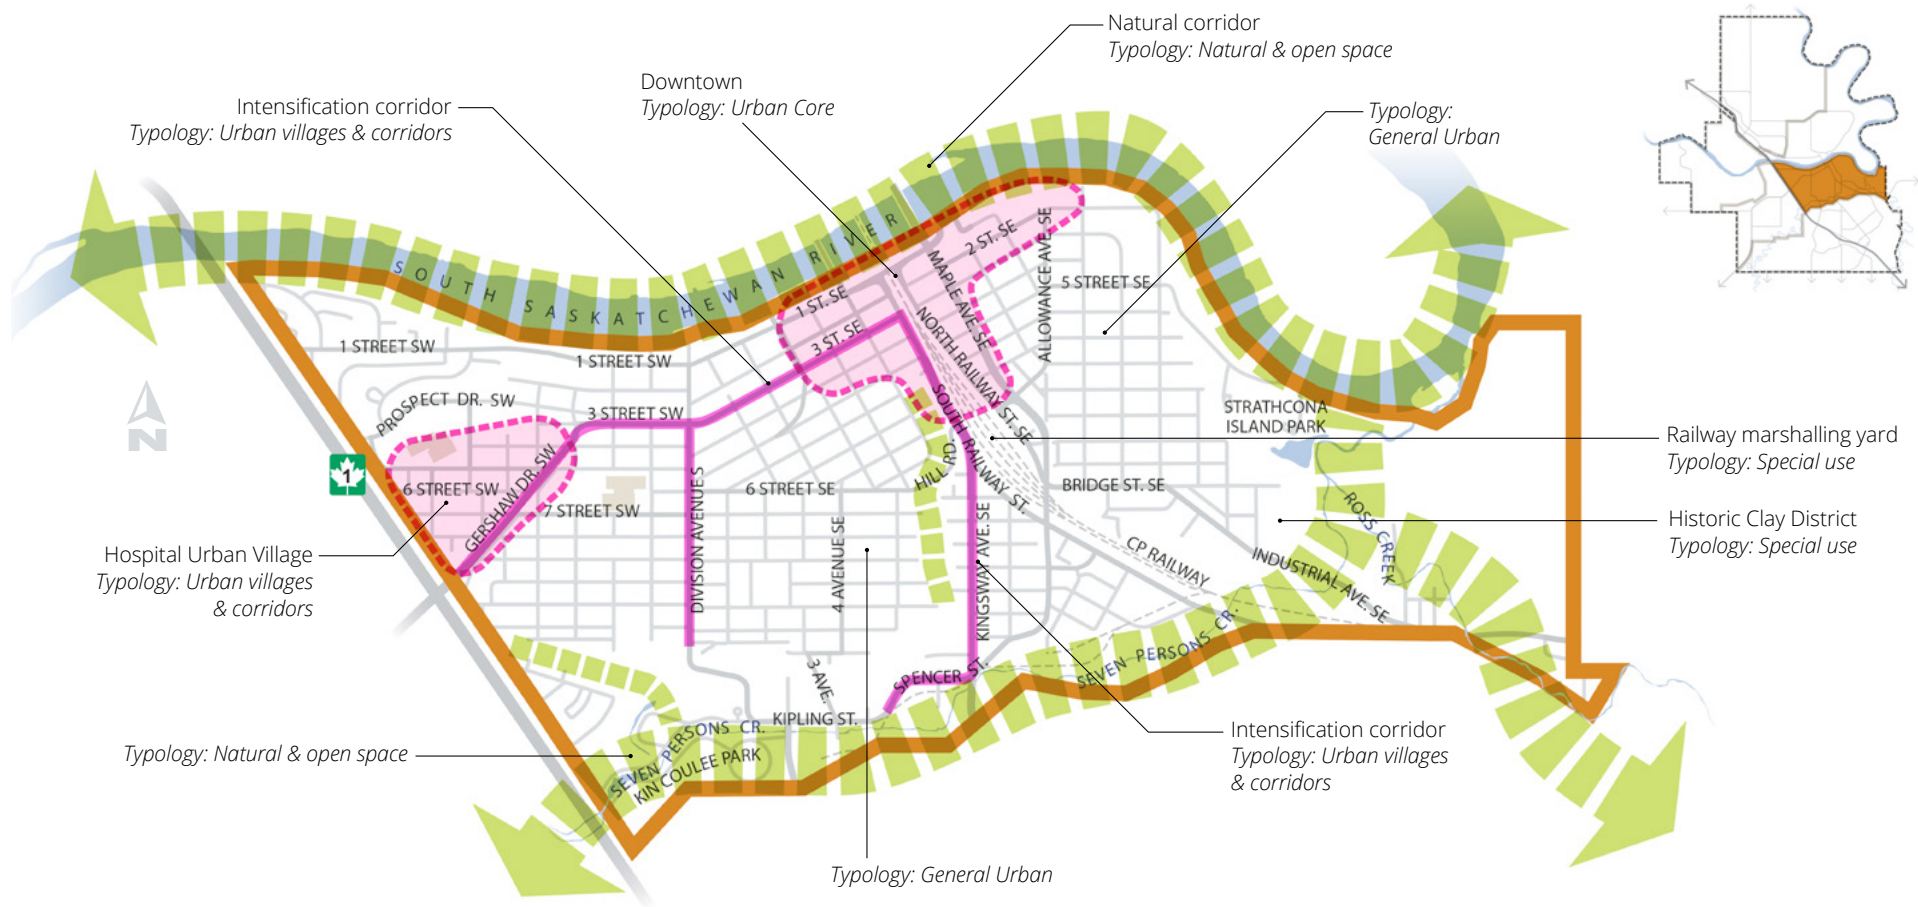 Natural corridor
Typology: Natural & open space
Downtown
Typology: Urban Core
Intensification corridor
Typology: Urban villages & corridors
Typology:
General Urban
SOUTH SASKATCHEWAN RIVER
2 ST. SE
ALLOWANCE AVE. SE
MAPLE AVE. SE
5 STREET SE
1 ST. SE
3 ST. SE
NORTH RAILWAY ST. SE
1 STREET SW
1 STREET SW
PROSPECT DR. SW
3 STREET SW
SOUTH RAILWAY ST.
STRATHCONA
ISLAND PARK
N
1
Railway marshalling yard
Typology: Special use
6 STREET SW
GERSHAW DR. SW
7 STREET SW
DIVISION AVENUE S
6 STREET SE
HILL RD.
BRIDGE ST. SE
ROSS CREEK
Historic Clay District
Typology: Special use
4 AVENUE SE
KINGSWAY AVE. SE
CP RAILWAY
INDUSTRIAL AVE. SE
Hospital Urban Village
Typology: Urban villages
& corridors
SEVEN PERSONS CR.
3 AVE.
SPENCER ST.
KIPLING ST.
SEVEN PERSONS CR.
KIN COULEE PARK
Typology: Natural & open space
Intensification corridor
Typology: Urban villages
& corridors
Typology: General Urban